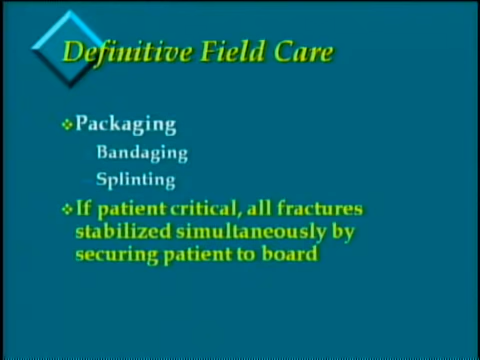 Definitive Field Care
Packaging
Bandaging
Splinting
If patient critical, all fractures
stabilized simultaneously by
securing patient to board